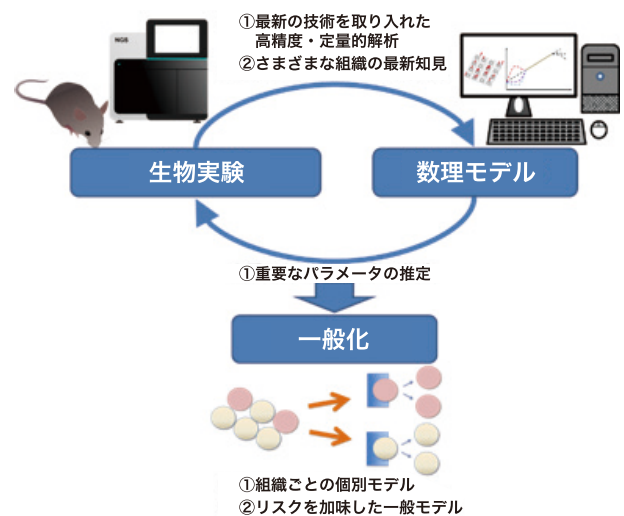 ①最新の技術を取り入れた
高精度・定量的解析
②さまざまな組織の最新知見
NGS
生物実験
数理モデル
①重要なパラメータの推定
一般化
①組織ごとの個別モデル
②リスクを加味した一般モデル